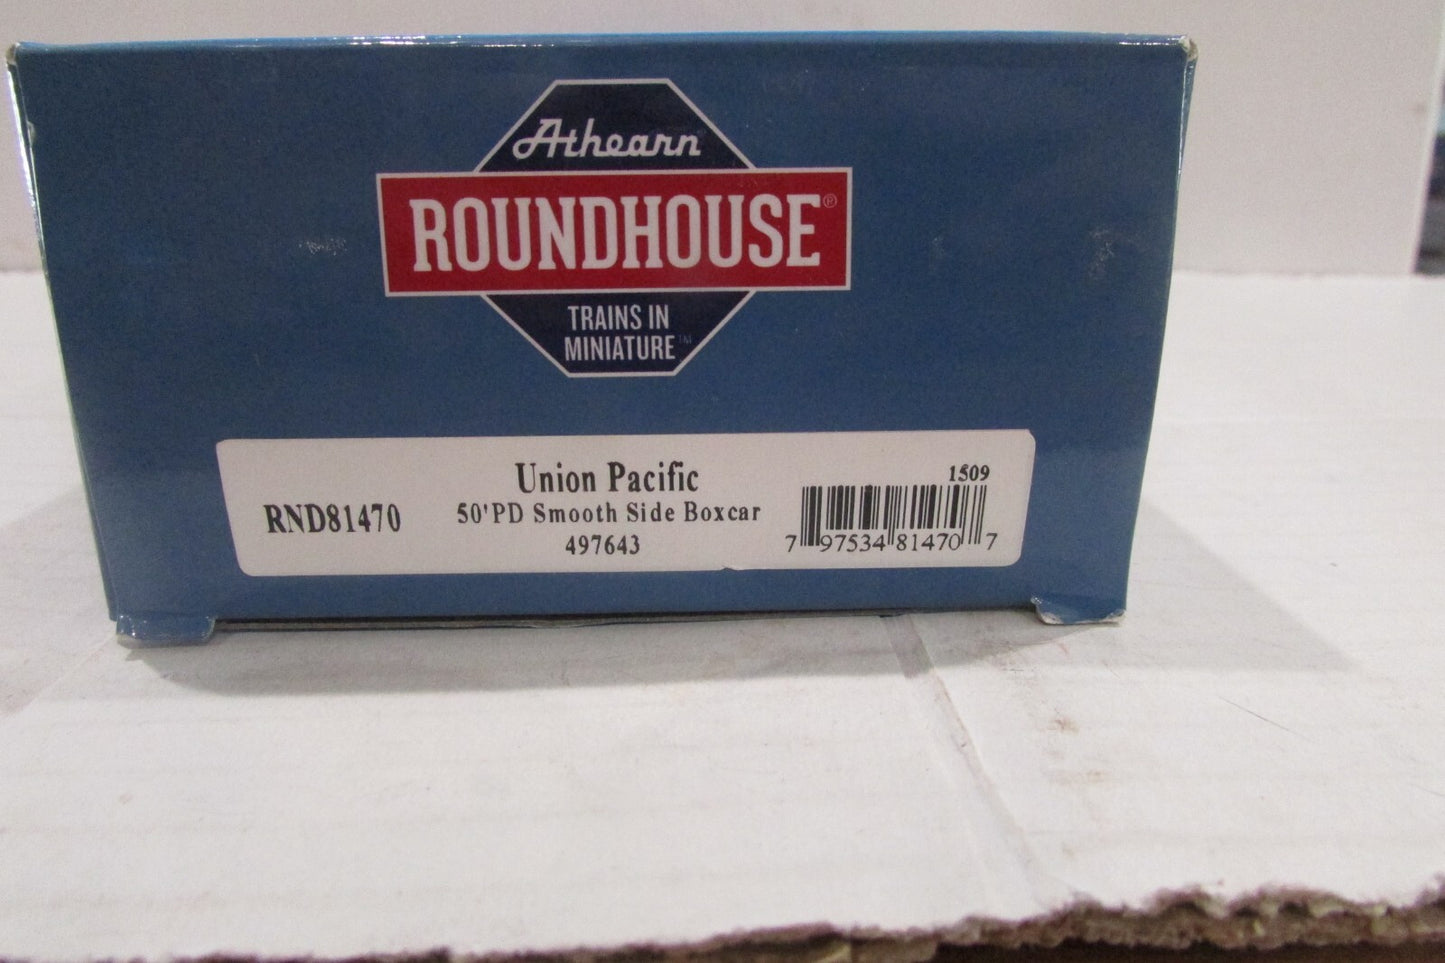 Athearn
ROUNDHOUSE®
TRAINS IN
MINIATURE™
Union Pacific
RND81470
50'PD Smooth Side Boxcar
497643
1509
7 97534 81470 7